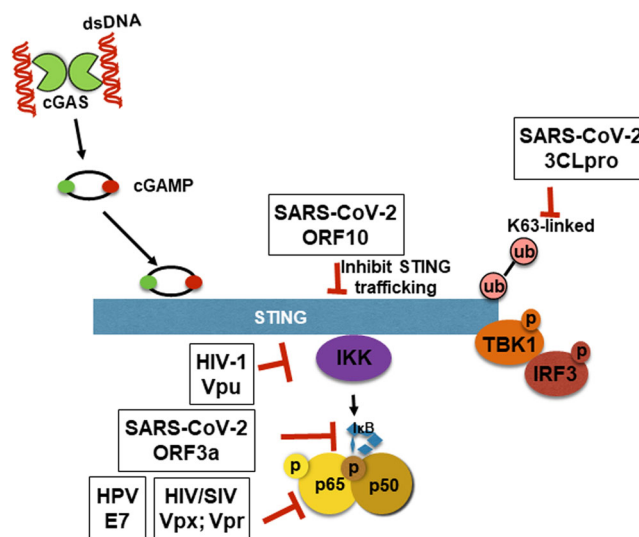 dsDNA
cGAS
cGAMP
SARS-CoV-2
3CLpro
K63-linked
ub
ub
SARS-CoV-2
ORF10
Inhibit STING
trafficking
STING
p
TBK1
p
IRF3
HIV-1
Vpu
IKK
SARS-CoV-2
ORF3a
IκB
p
p
p65
p50
HPV
E7
HIV/SIV
Vpx; Vpr